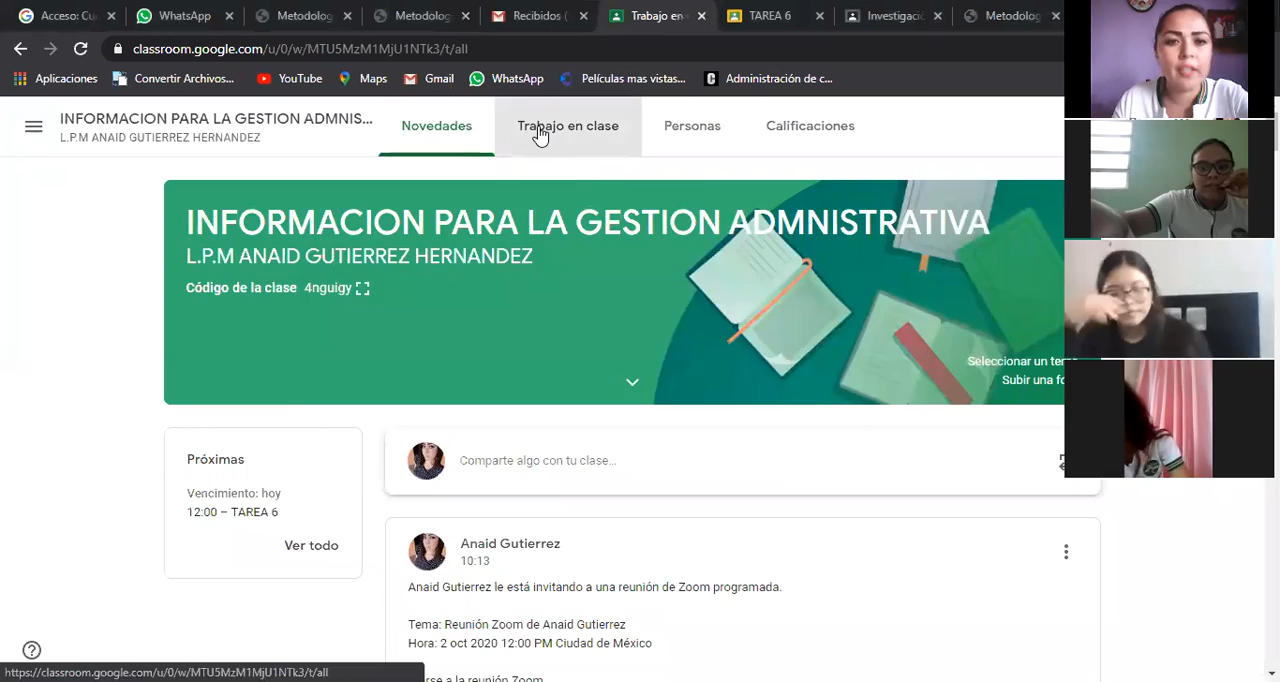 Acceso: Cu
WhatsApp
Metodolog
Metodolog
Recibidos (
Trabajo en
TAREA 6
Investigaci
Metodolog
classroom.google.com/u/0/w/MTU5MzM1MjU1NTk3/t/all
Aplicaciones
Convertir Archivos...
YouTube
Maps
Gmail
WhatsApp
Películas mas vistas...
Administración de c...
INFORMACION PARA LA GESTION ADMNIS...
L.P.M ANAID GUTIERREZ HERNANDEZ
Novedades
Trabajo en clase
Personas
Calificaciones
INFORMACION PARA LA GESTION ADMNISTRATIVA
L.P.M ANAID GUTIERREZ HERNANDEZ
Código de la clase 4nguigy
Seleccionar un
Subir una
Próximas
Vencimiento: hoy
12:00 – TAREA 6
Ver todo
Comparte algo con tu clase...
Anaid Gutierrez
10:13
Anaid Gutierrez le está invitando a una reunión de Zoom programada.
Tema: Reunión Zoom de Anaid Gutierrez
Hora: 2 oct 2020 12:00 PM Ciudad de México
a la reunión Zoom
https://classroom.google.com/u/0/w/MTU5MzM1MjU1NTk3/t/all